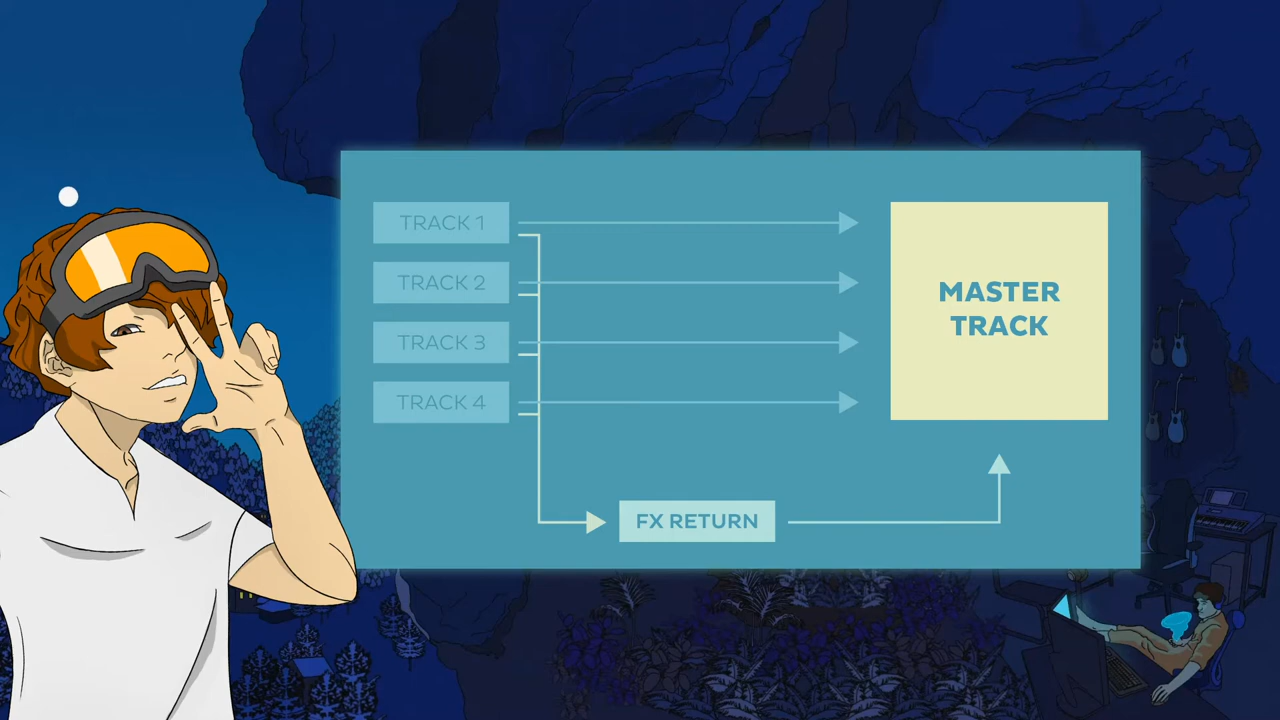 TRACK 1
TRACK 2
TRACK 3
TRACK 4
MASTER
TRACK
FX RETURN